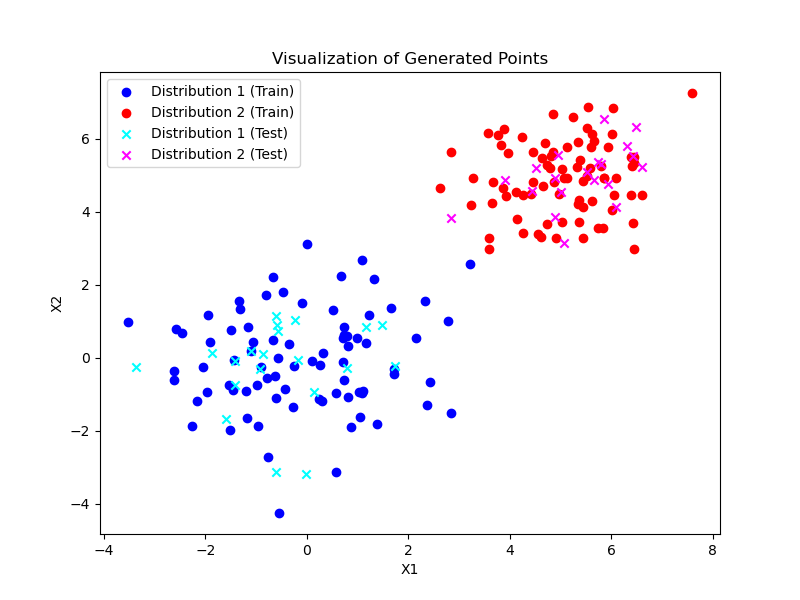 Visualization of Generated Points
Distribution 1 (Train)
Distribution 2 (Train)
Distribution 1 (Test)
Distribution 2 (Test)
X2
6
4
2
0
−2
−4
−4
−2
0
2
4
6
8
X1